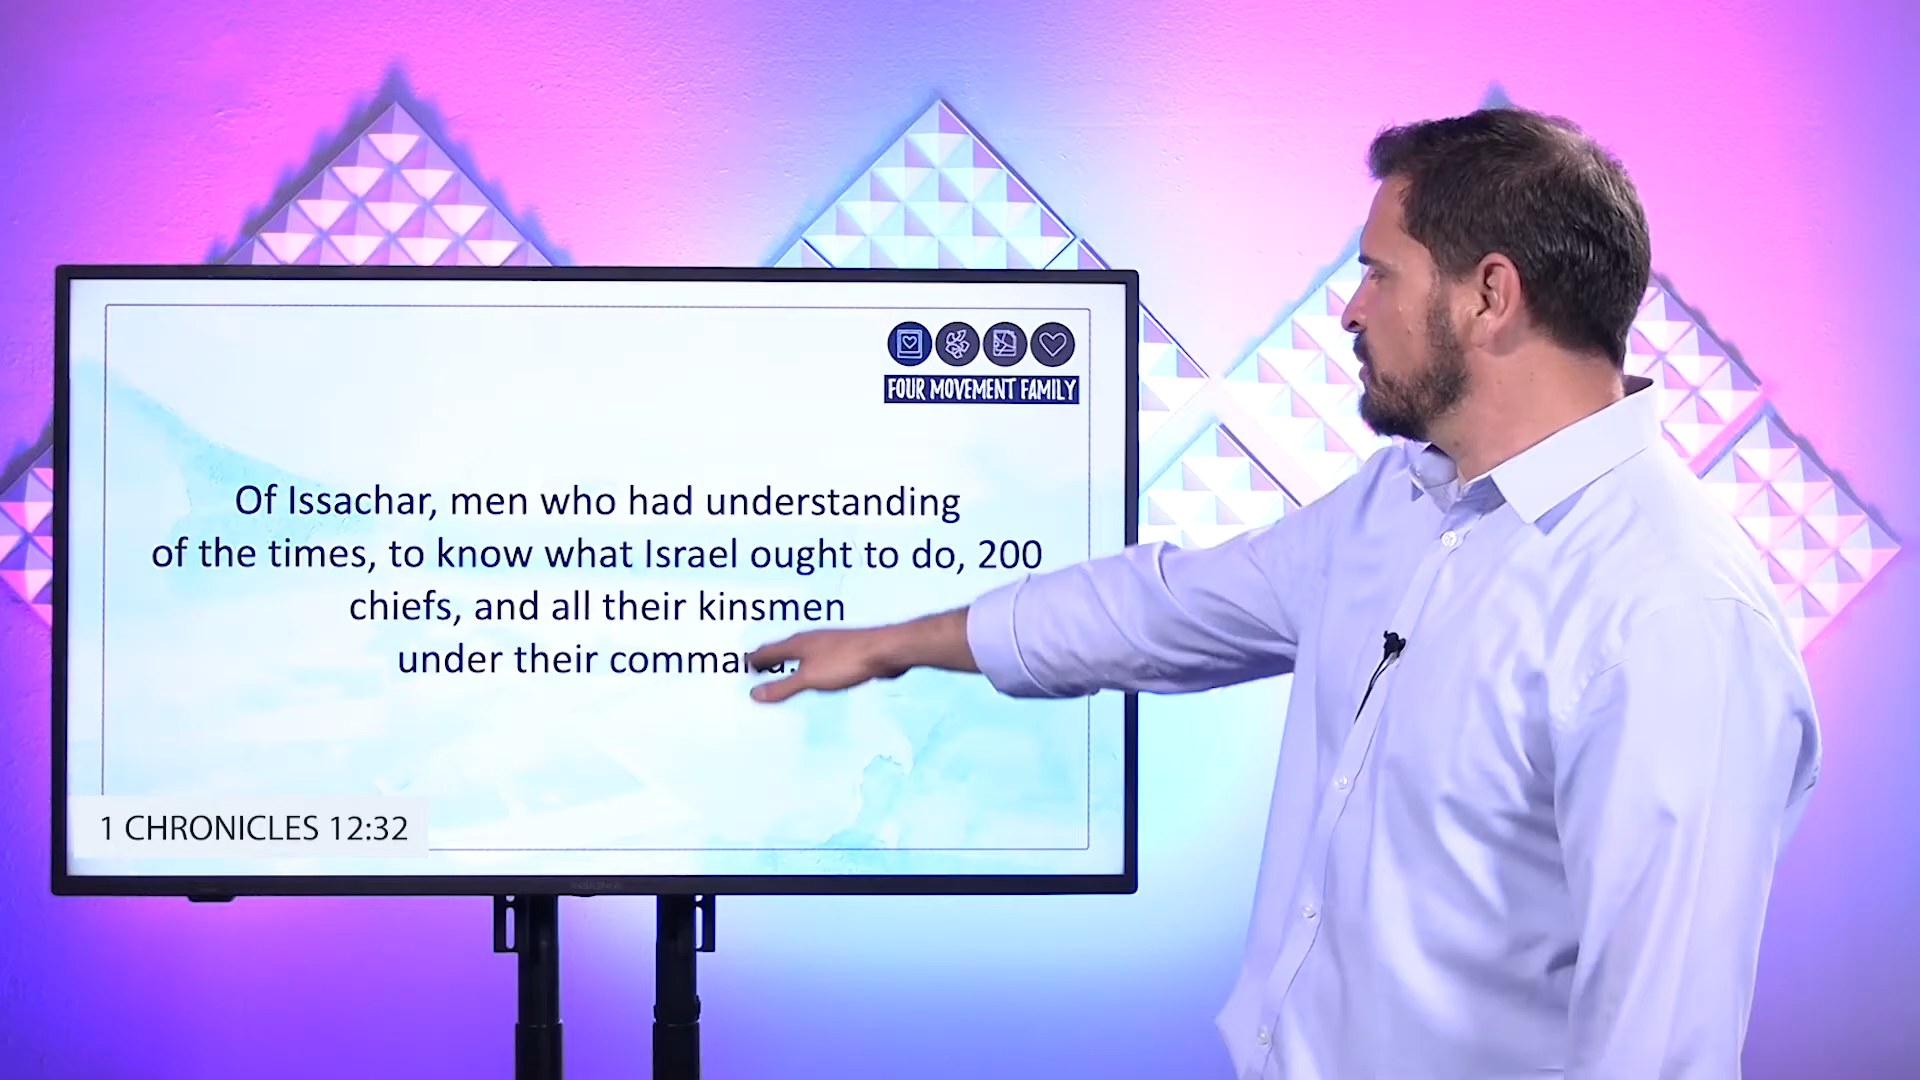 FOUR MOVEMENT FAMILY
Of Issachar, men who had understanding
of the times, to know what Israel ought to do, 200
chiefs, and all their kinsmen
under their command.
1 CHRONICLES 12:32